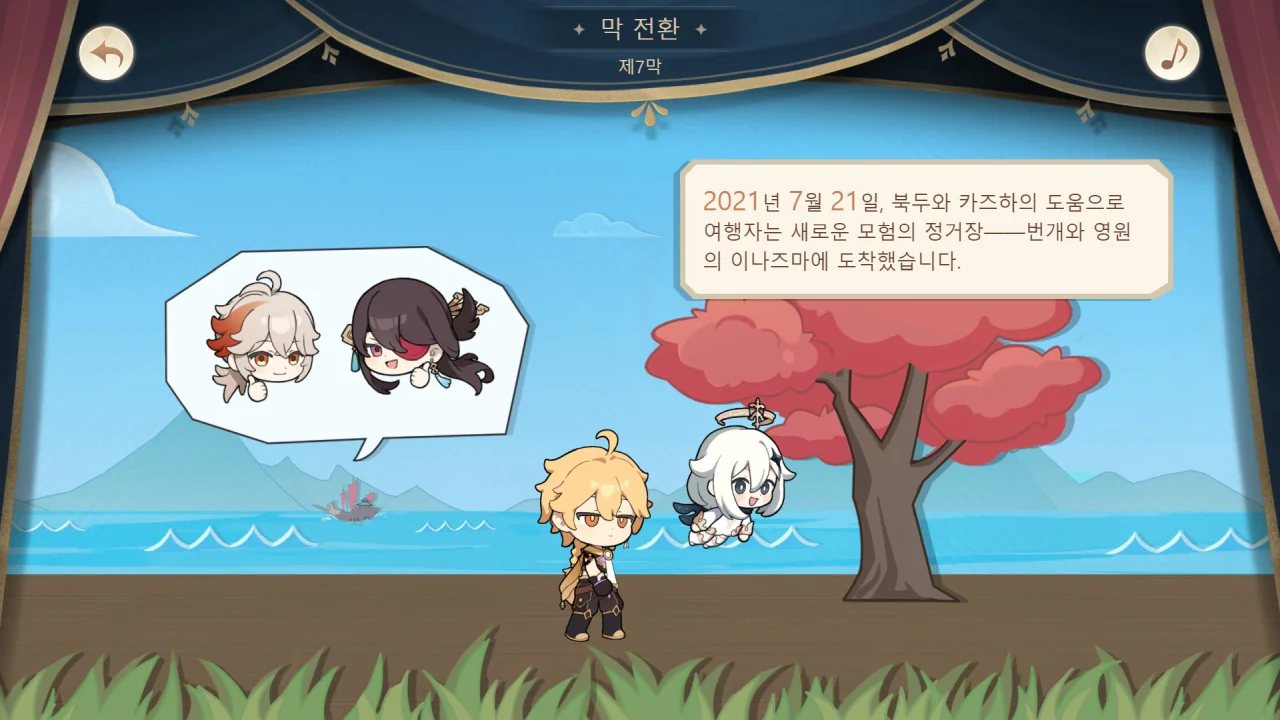 막 전환
제7막
2021년 7월 21일, 북두와 카즈하의 도움으로
여행자는 새로운 모험의 정거장——번개와 영원
의 이나즈마에 도착했습니다.